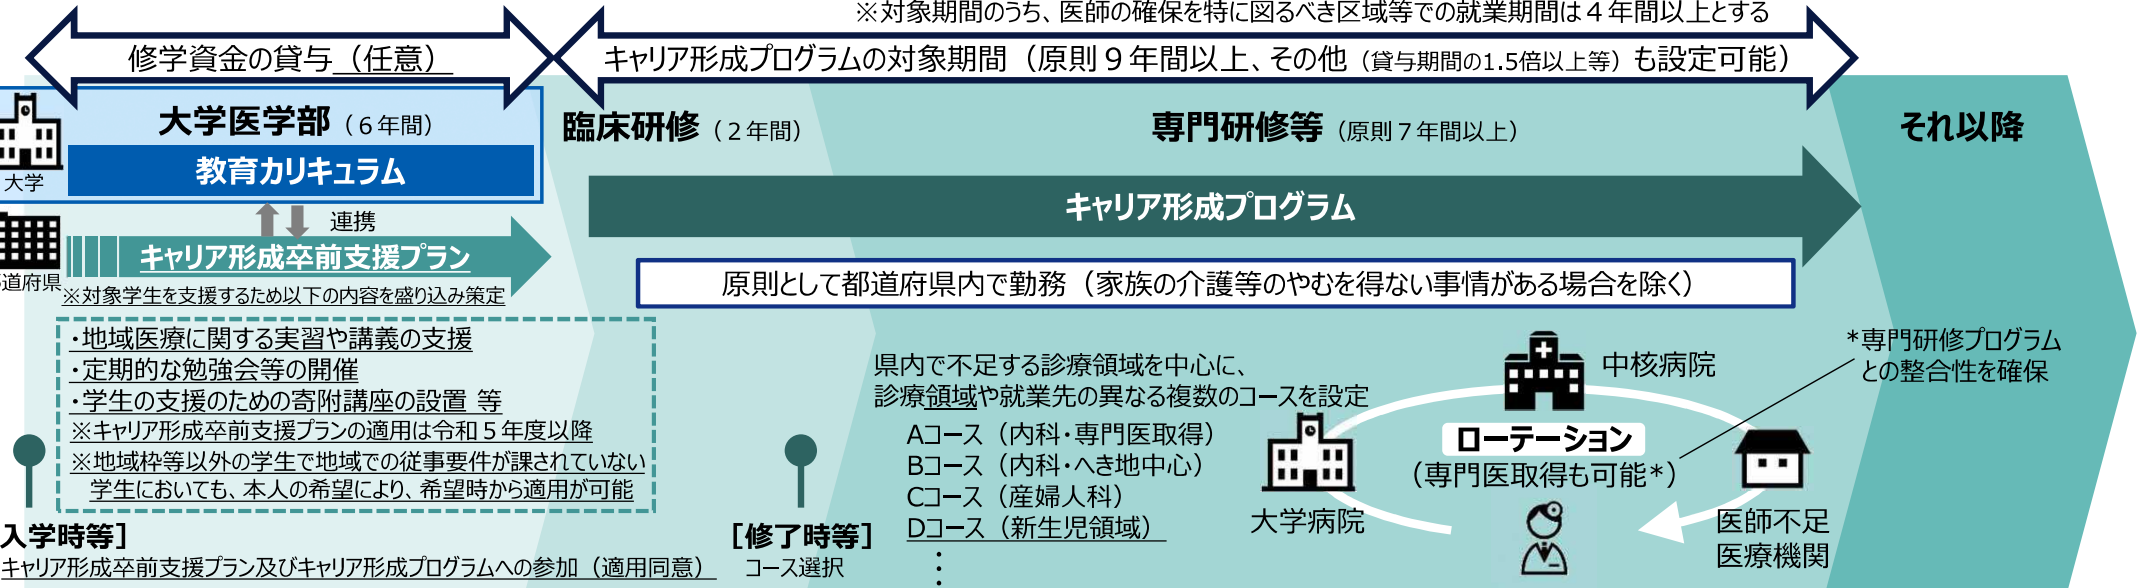 ※対象期間のうち、医師の確保を特に図るべき区域等での就業期間は４年間以上とする
修学資金の貸与（任意）
キャリア形成プログラムの対象期間（原則９年間以上、その他（貸与期間の1.5倍以上等）も設定可能）
大学医学部（６年間）
教育カリキュラム
大学
連携
キャリア形成卒前支援プラン
道府県
※対象学生を支援するため以下の内容を盛り込み策定
・地域医療に関する実習や講義の支援
・定期的な勉強会等の開催
・学生の支援のための寄附講座の設置 等
※キャリア形成卒前支援プランの適用は令和５年度以降
※地域枠等以外の学生で地域での従事要件が課されていない
学生においても、本人の希望により、希望時から適用が可能
入学時等］
キャリア形成卒前支援プラン及びキャリア形成プログラムへの参加（適用同意）
臨床研修（２年間）
専門研修等（原則７年間以上）
それ以降
キャリア形成プログラム
原則として都道府県内で勤務（家族の介護等のやむを得ない事情がある場合を除く）
［修了時等］
コース選択
県内で不足する診療領域を中心に、
診療領域や就業先の異なる複数のコースを設定
Aコース（内科・専門医取得）
Bコース（内科・へき地中心）
Cコース（産婦人科）
Dコース（新生児領域）
・
・
・
中核病院
ローテーション
（専門医取得も可能*）
大学病院
医師不足
医療機関
*専門研修プログラム
との整合性を確保